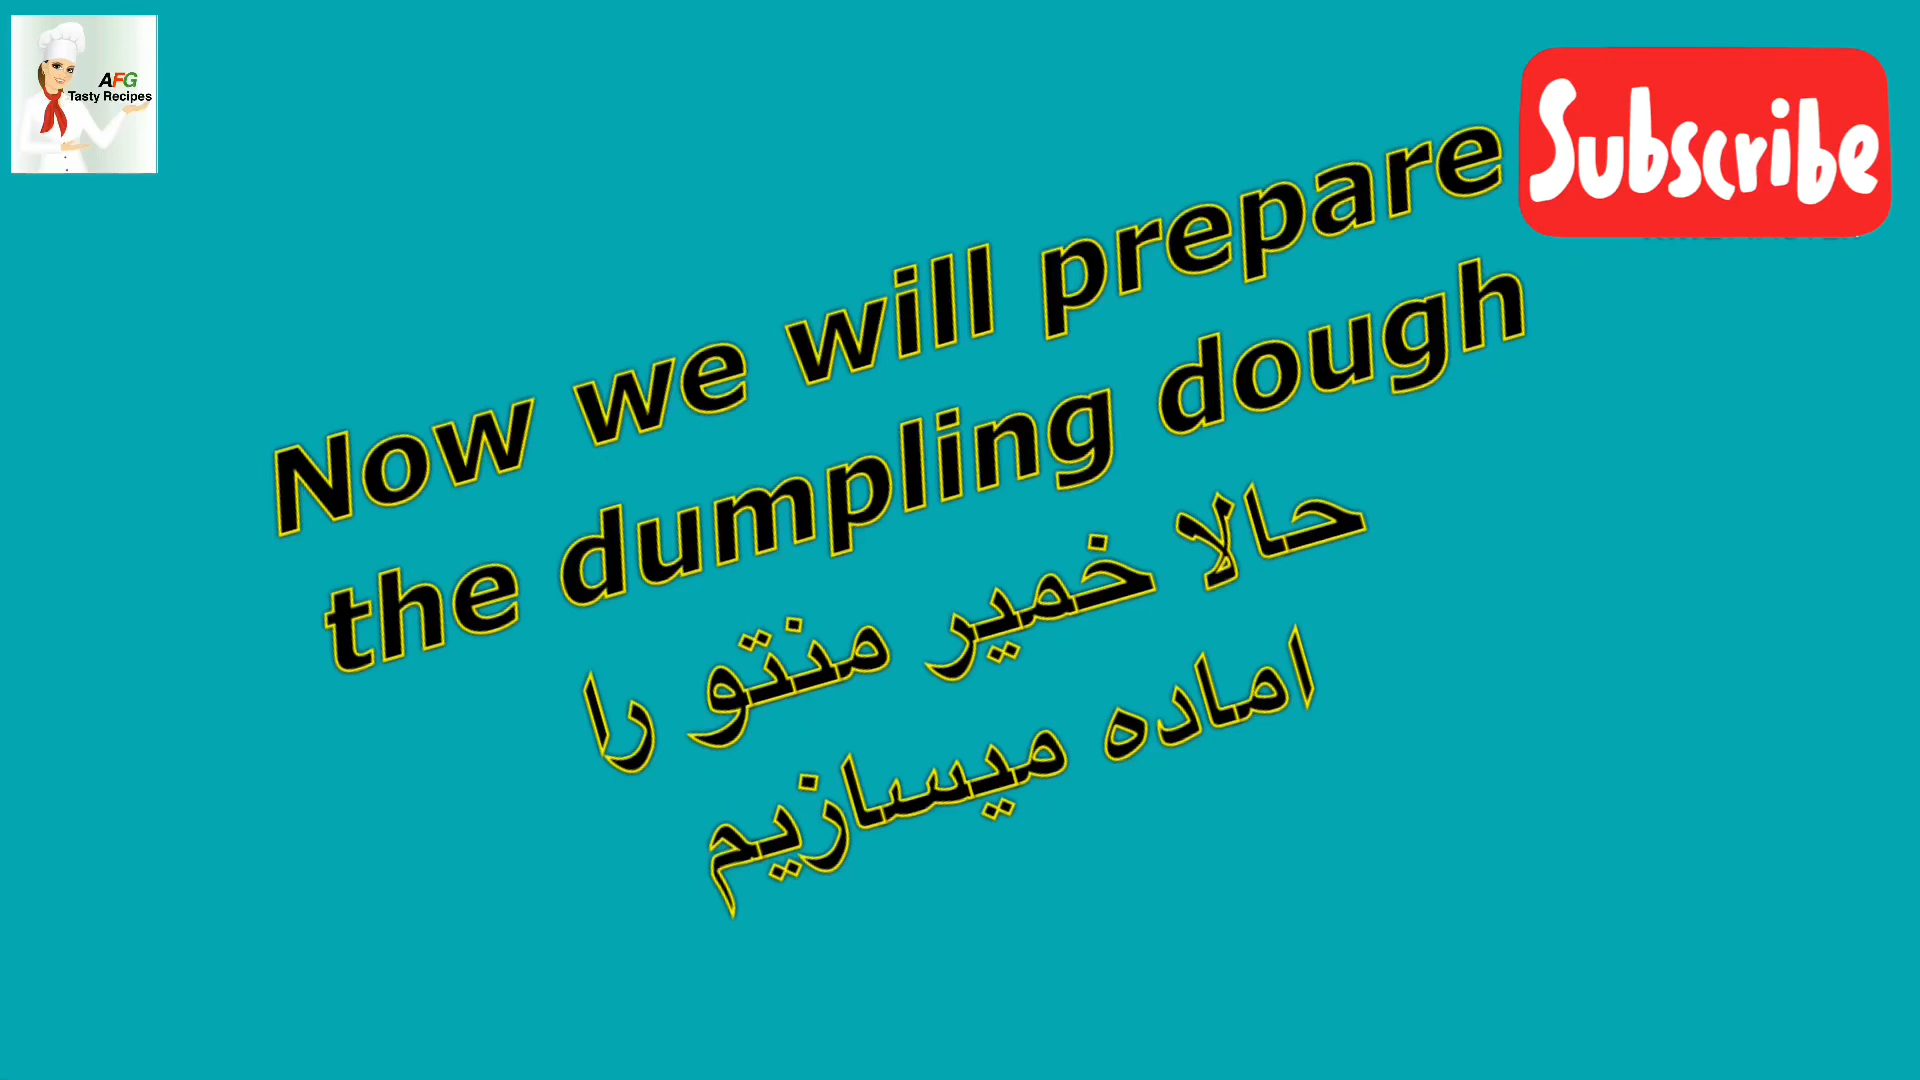 AFG
Tasty Recipes
Subscribe
Now we will prepare
the dumpling dough
حالا خمیر منتو را
اماده میسازیم